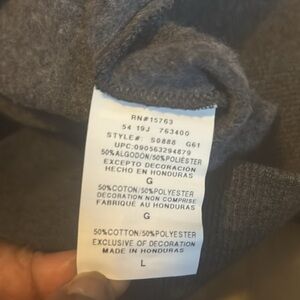 RN#15763
54 19J 763400
STYLE#: S0888 G61
UPC:090563294879
50%ALGODON/50%POLIESTER
EXCEPTO DECORACION
HECHO EN HONDURAS
G
50%COTON/50%POLYESTER
DECORATION NON COMPRISE
FABRIQUE AU HONDURAS
G
50%COTTON/50%POLYESTER
EXCLUSIVE OF DECORATION
MADE IN HONDURAS
L